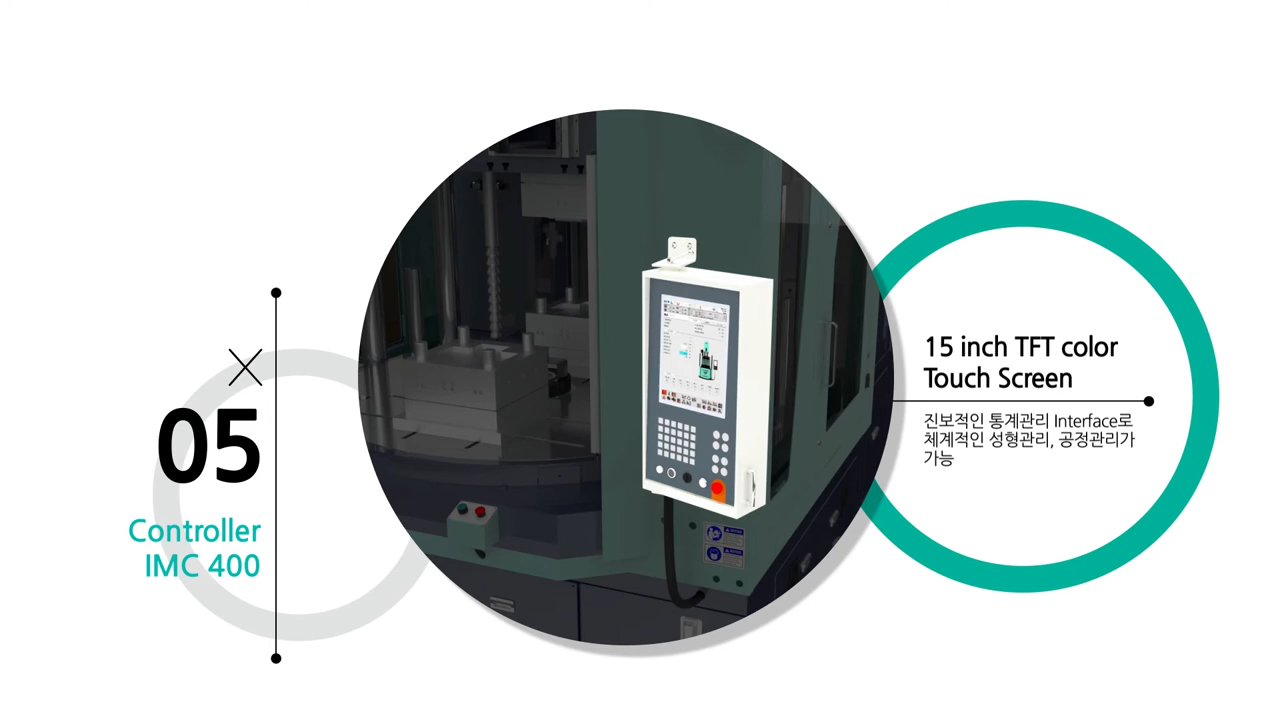 05
Controller
IMC 400
15 inch TFT color
Touch Screen
진보적인 통계관리 Interface로
체계적인 성형관리, 공정관리가
가능